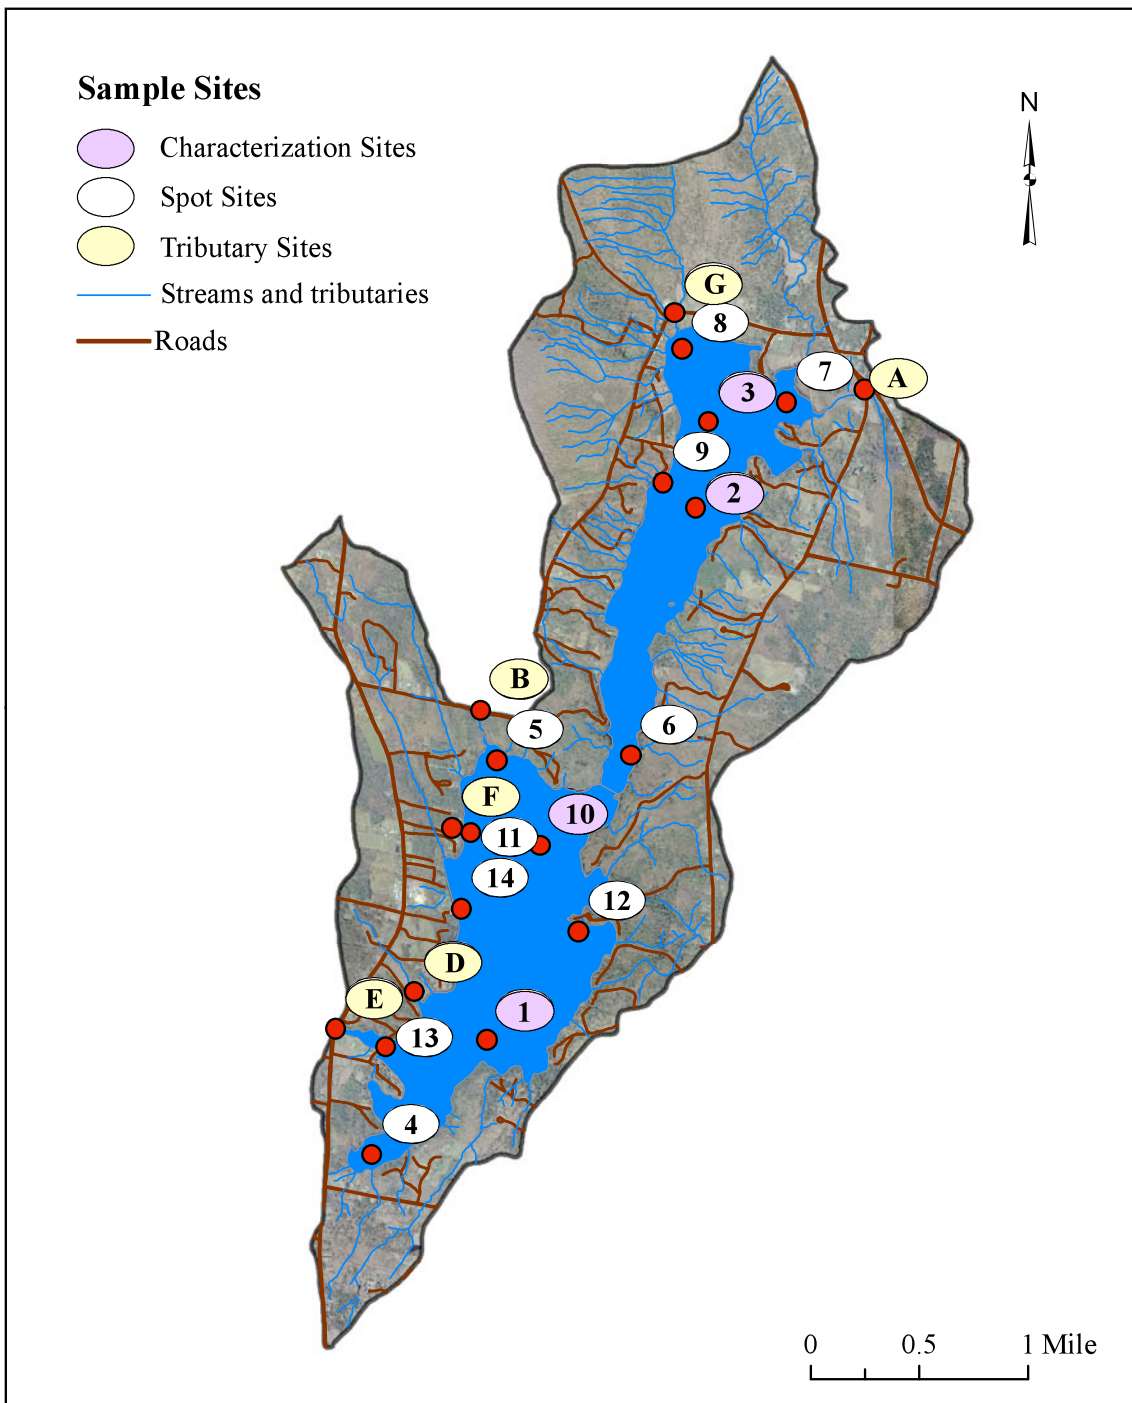 Sample Sites
Characterization Sites
Spot Sites
Tributary Sites
Streams and tributaries
Roads
N
G
8
7
A
3
9
2
B
5
6
F
10
11
14
12
D
E
1
13
4
0 0.5 1 Mile